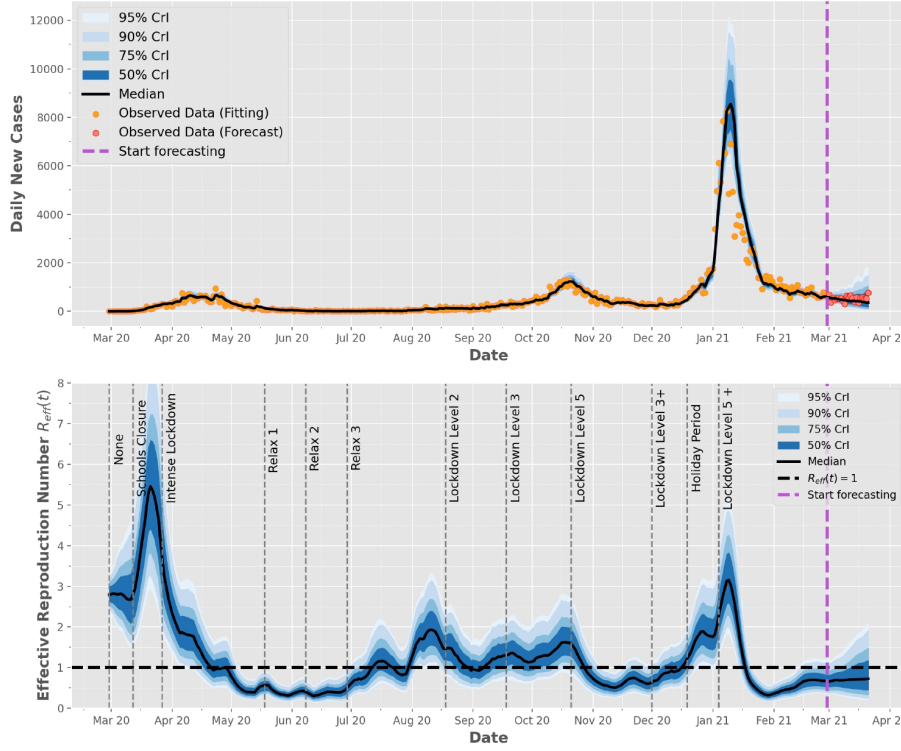 12000
10000
8000
6000
4000
2000
0
Daily New Cases
95% CrI
90% CrI
75% CrI
50% CrI
Median
Observed Data (Fitting)
Observed Data (Forecast)
Start forecasting
Mar 20 Apr 20 May 20 Jun 20 Jul 20 Aug 20 Sep 20 Oct 20 Nov 20 Dec 20 Jan 21 Feb 21 Mar 21 Apr 2
Date
8
7
6
5
4
3
2
1
0
Effective Reproduction Number R_eff(t)
None
Schools Closure
Intense Lockdown
Relax 1
Relax 2
Relax 3
Lockdown Level 2
Lockdown Level 3
Lockdown Level 5
Lockdown Level 3+
Holiday Period
Lockdown Level 5 +
95% CrI
90% CrI
75% CrI
50% CrI
Median
R_eff(t) = 1
Start forecasting
Mar 20 Apr 20 May 20 Jun 20 Jul 20 Aug 20 Sep 20 Oct 20 Nov 20 Dec 20 Jan 21 Feb 21 Mar 21 Apr 2
Date